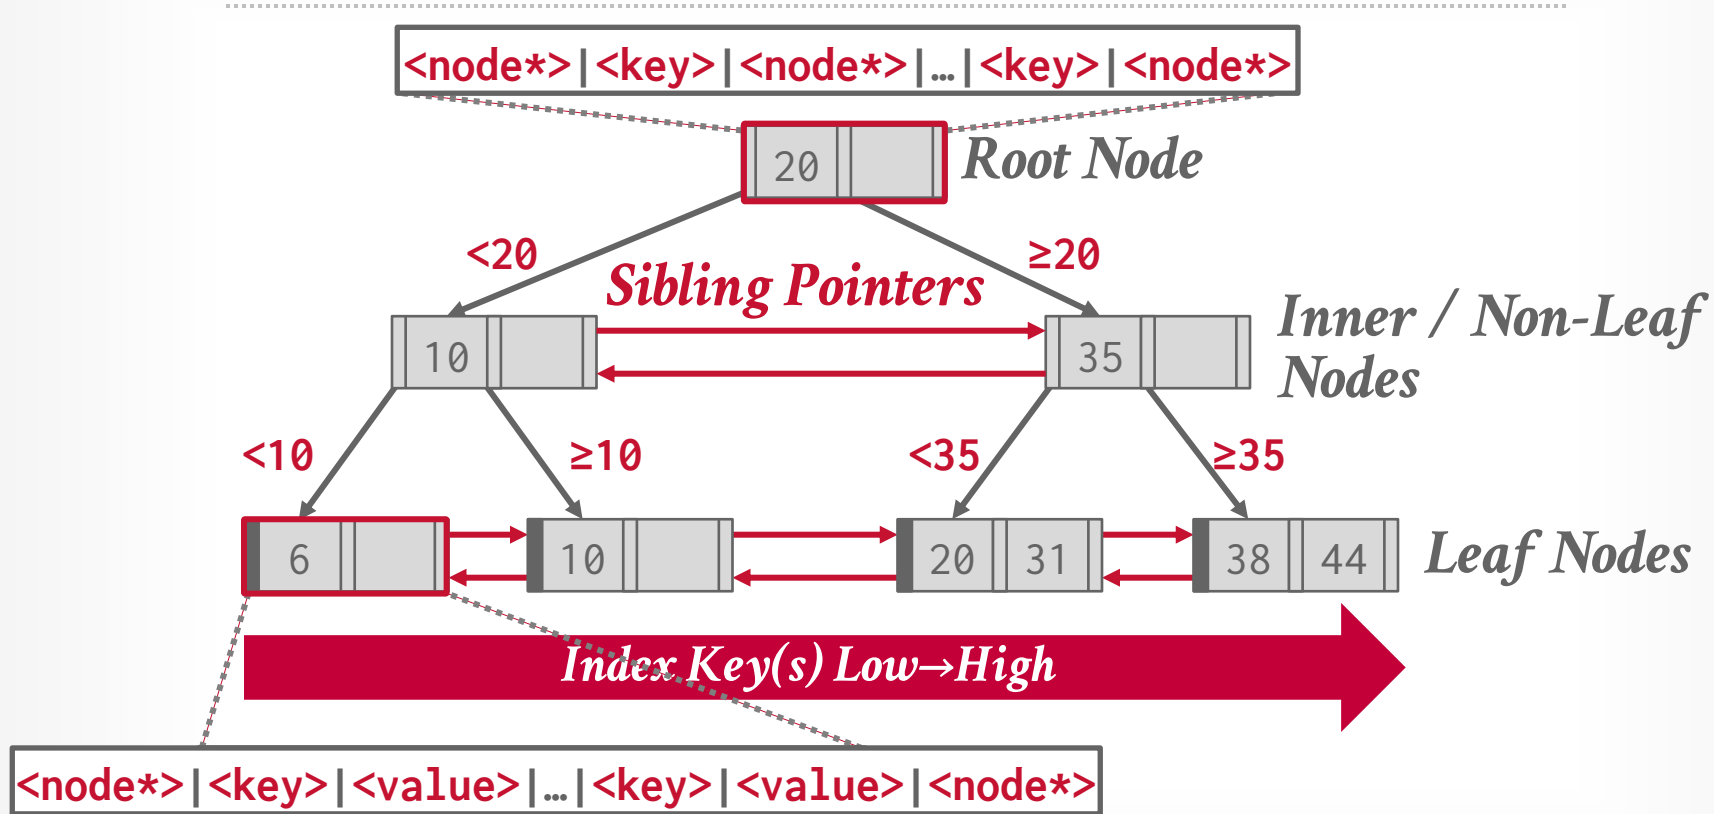 <node*>|<key>|<node*>|…|<key>|<node*>
20
Root Node
<20
≥20
Sibling Pointers
10
35
Inner / Non-Leaf
Nodes
<10
≥10
<35
≥35
6
10
20 31
38 44
Leaf Nodes
Index Key(s) Low→High
<node*>|<key>|<value>|…|<key>|<value>|<node*>